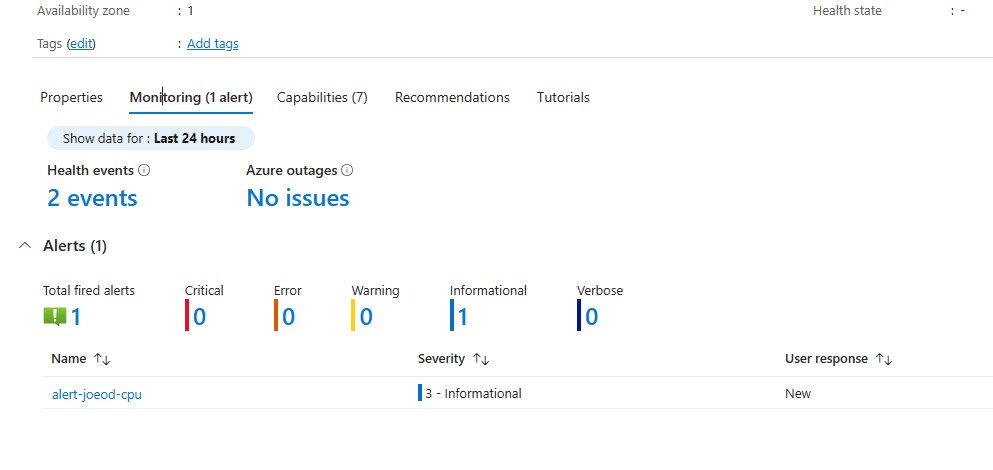 Availability zone : 1 Health state : -
Tags (edit) : Add tags
Properties Monitoring (1 alert) Capabilities (7) Recommendations Tutorials
Show data for : Last 24 hours
Health events Azure outages
2 events No issues
Alerts (1)
Total fired alerts Critical Error Warning Informational Verbose
1 0 0 0 1 0
Name Severity User response
alert-joeod-cpu 3 - Informational New